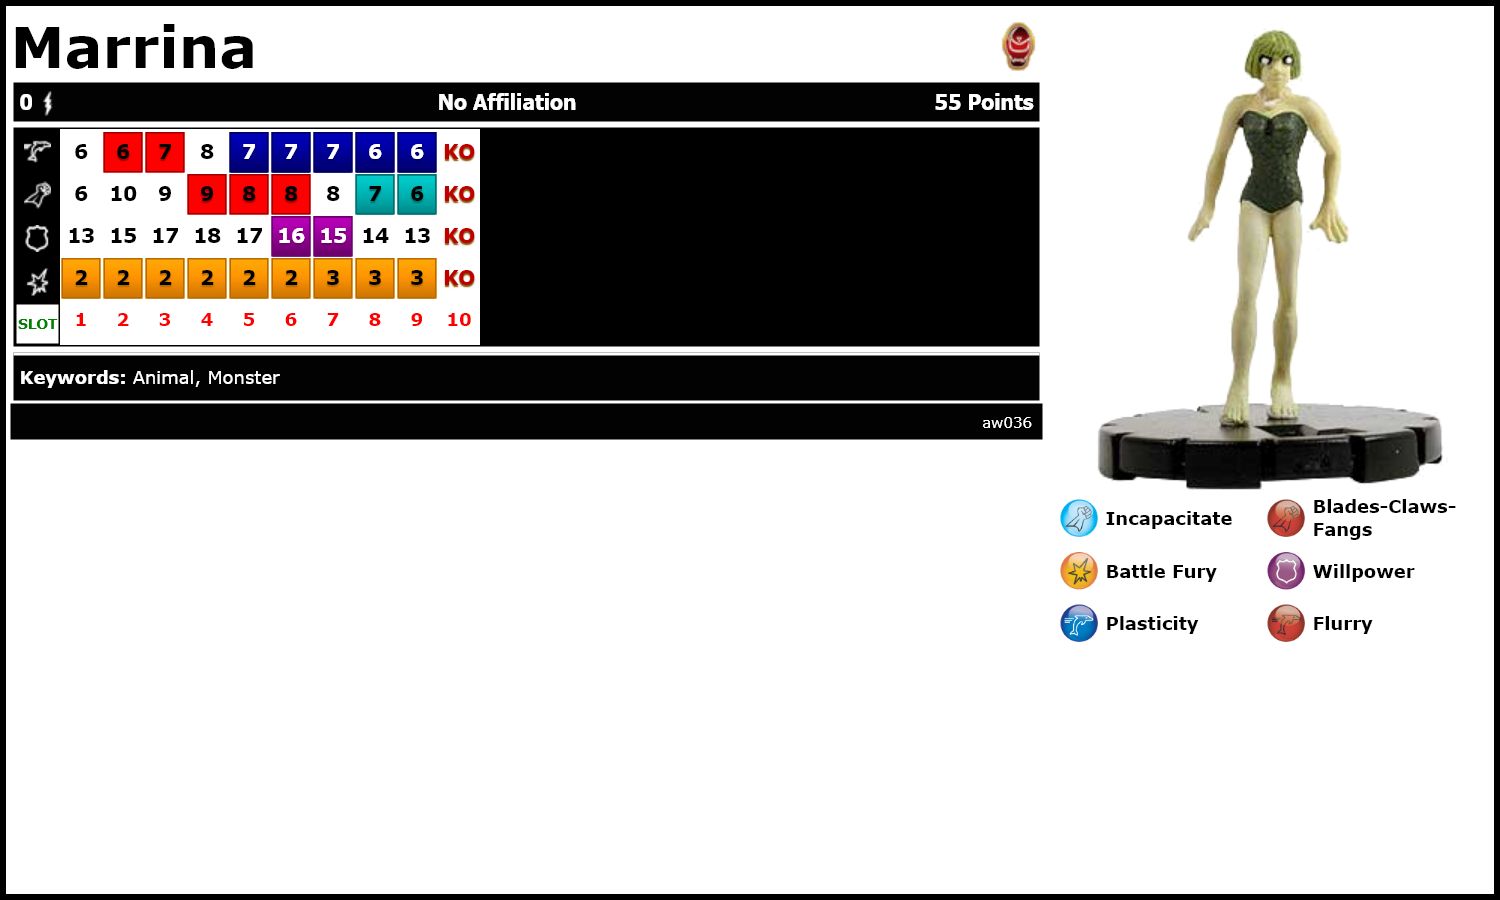 Marrina
0 No Affiliation 55 Points
6 6 7 8 7 7 7 6 6 KO
6 10 9 9 8 8 8 7 6 KO
13 15 17 18 17 16 15 14 13 KO
2 2 2 2 2 2 3 3 3 KO
SLOT 1 2 3 4 5 6 7 8 9 10
Keywords: Animal, Monster
aw036
Incapacitate
Blades-Claws-
Fangs
Battle Fury
Willpower
Plasticity
Flurry